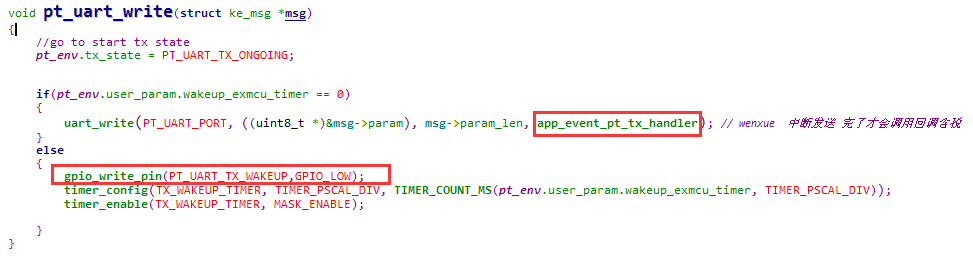 void pt_uart_write(struct ke_msg *msg)
{
//go to start tx state
pt_env.tx_state = PT_UART_TX_ONGOING;
if(pt_env.user_param.wakeup_exmcu_timer == 0)
{
uart_write(PT_UART_PORT, ((uint8_t *)&msg->param), msg->param_len, app_event_pt_tx_handler); // wenxue 中断发送 完了才会调用回调含税
}
else
{
gpio_write_pin(PT_UART_TX_WAKEUP,GPIO_LOW);
timer_config(TX_WAKEUP_TIMER, TIMER_PSCAL_DIV, TIMER_COUNT_MS(pt_env.user_param.wakeup_exmcu_timer, TIMER_PSCAL_DIV));
timer_enable(TX_WAKEUP_TIMER, MASK_ENABLE);
}
}